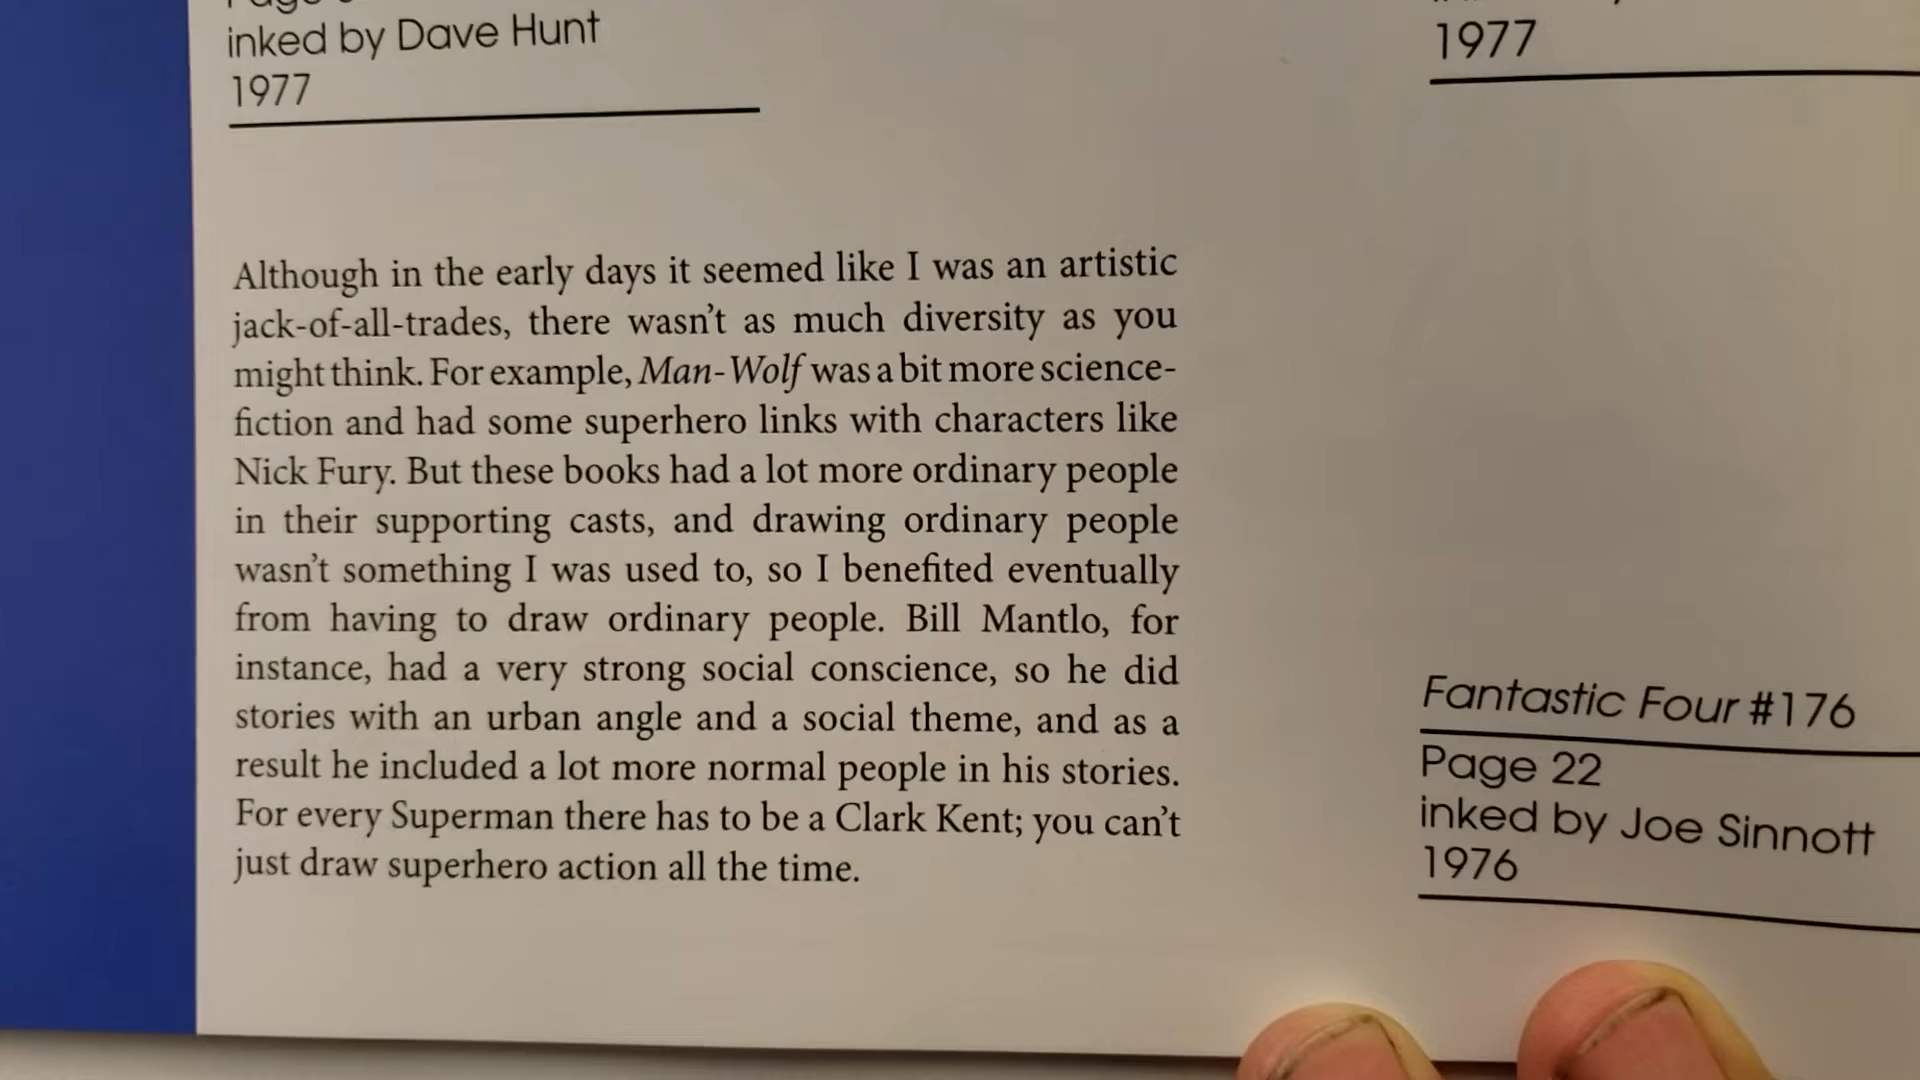 inked by Dave Hunt
1977
Although in the early days it seemed like I was an artistic
jack-of-all-trades, there wasn't as much diversity as you
might think. For example, Man-Wolf was a bit more science-
fiction and had some superhero links with characters like
Nick Fury. But these books had a lot more ordinary people
in their supporting casts, and drawing ordinary people
wasn't something I was used to, so I benefited eventually
from having to draw ordinary people. Bill Mantlo, for
instance, had a very strong social conscience, so he did
stories with an urban angle and a social theme, and as a
result he included a lot more normal people in his stories.
For every Superman there has to be a Clark Kent; you can't
just draw superhero action all the time.
1977
Fantastic Four #176
Page 22
inked by Joe Sinnott
1976